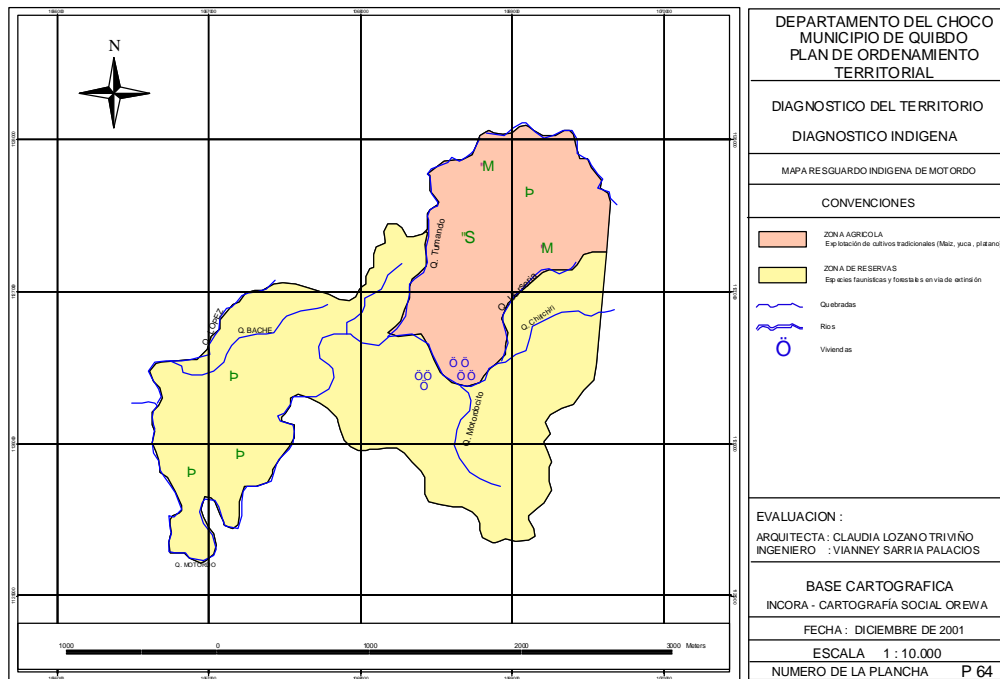 DEPARTAMENTO DEL CHOCO
MUNICIPIO DE QUIBDO
PLAN DE ORDENAMIENTO
TERRITORIAL
DIAGNOSTICO DEL TERRITORIO
DIAGNOSTICO INDIGENA
MAPA RESGUARDO INDIGENA DE MOTORDO
CONVENCIONES
ZONA AGRICOLA
Explotación de cultivos tradicionales (Maiz, yuca, platano)
ZONA DE RESERVAS
Especies faunisticas y forestales en via de extinsión
Quebradas
Rios
Ö Viviendas
EVALUACION :
ARQUITECTA : CLAUDIA LOZANO TRIVIÑO
INGENIERO : VIANNEY SARRIA PALACIOS
BASE CARTOGRAFICA
INCORA - CARTOGRAFÍA SOCIAL OREWA
FECHA : DICIEMBRE DE 2001
ESCALA 1 : 10.000
NUMERO DE LA PLANCHA P 64
N
M
Þ
S
M
Q. Tumando
Q. Chichiri
Q. BACHE
Þ
Ö Ö
Ö Ö Ö Ö
Ö
Q. Motordocito
Þ
Þ
Q. MOTORDO
1000 0 1000 2000 3000 Meters